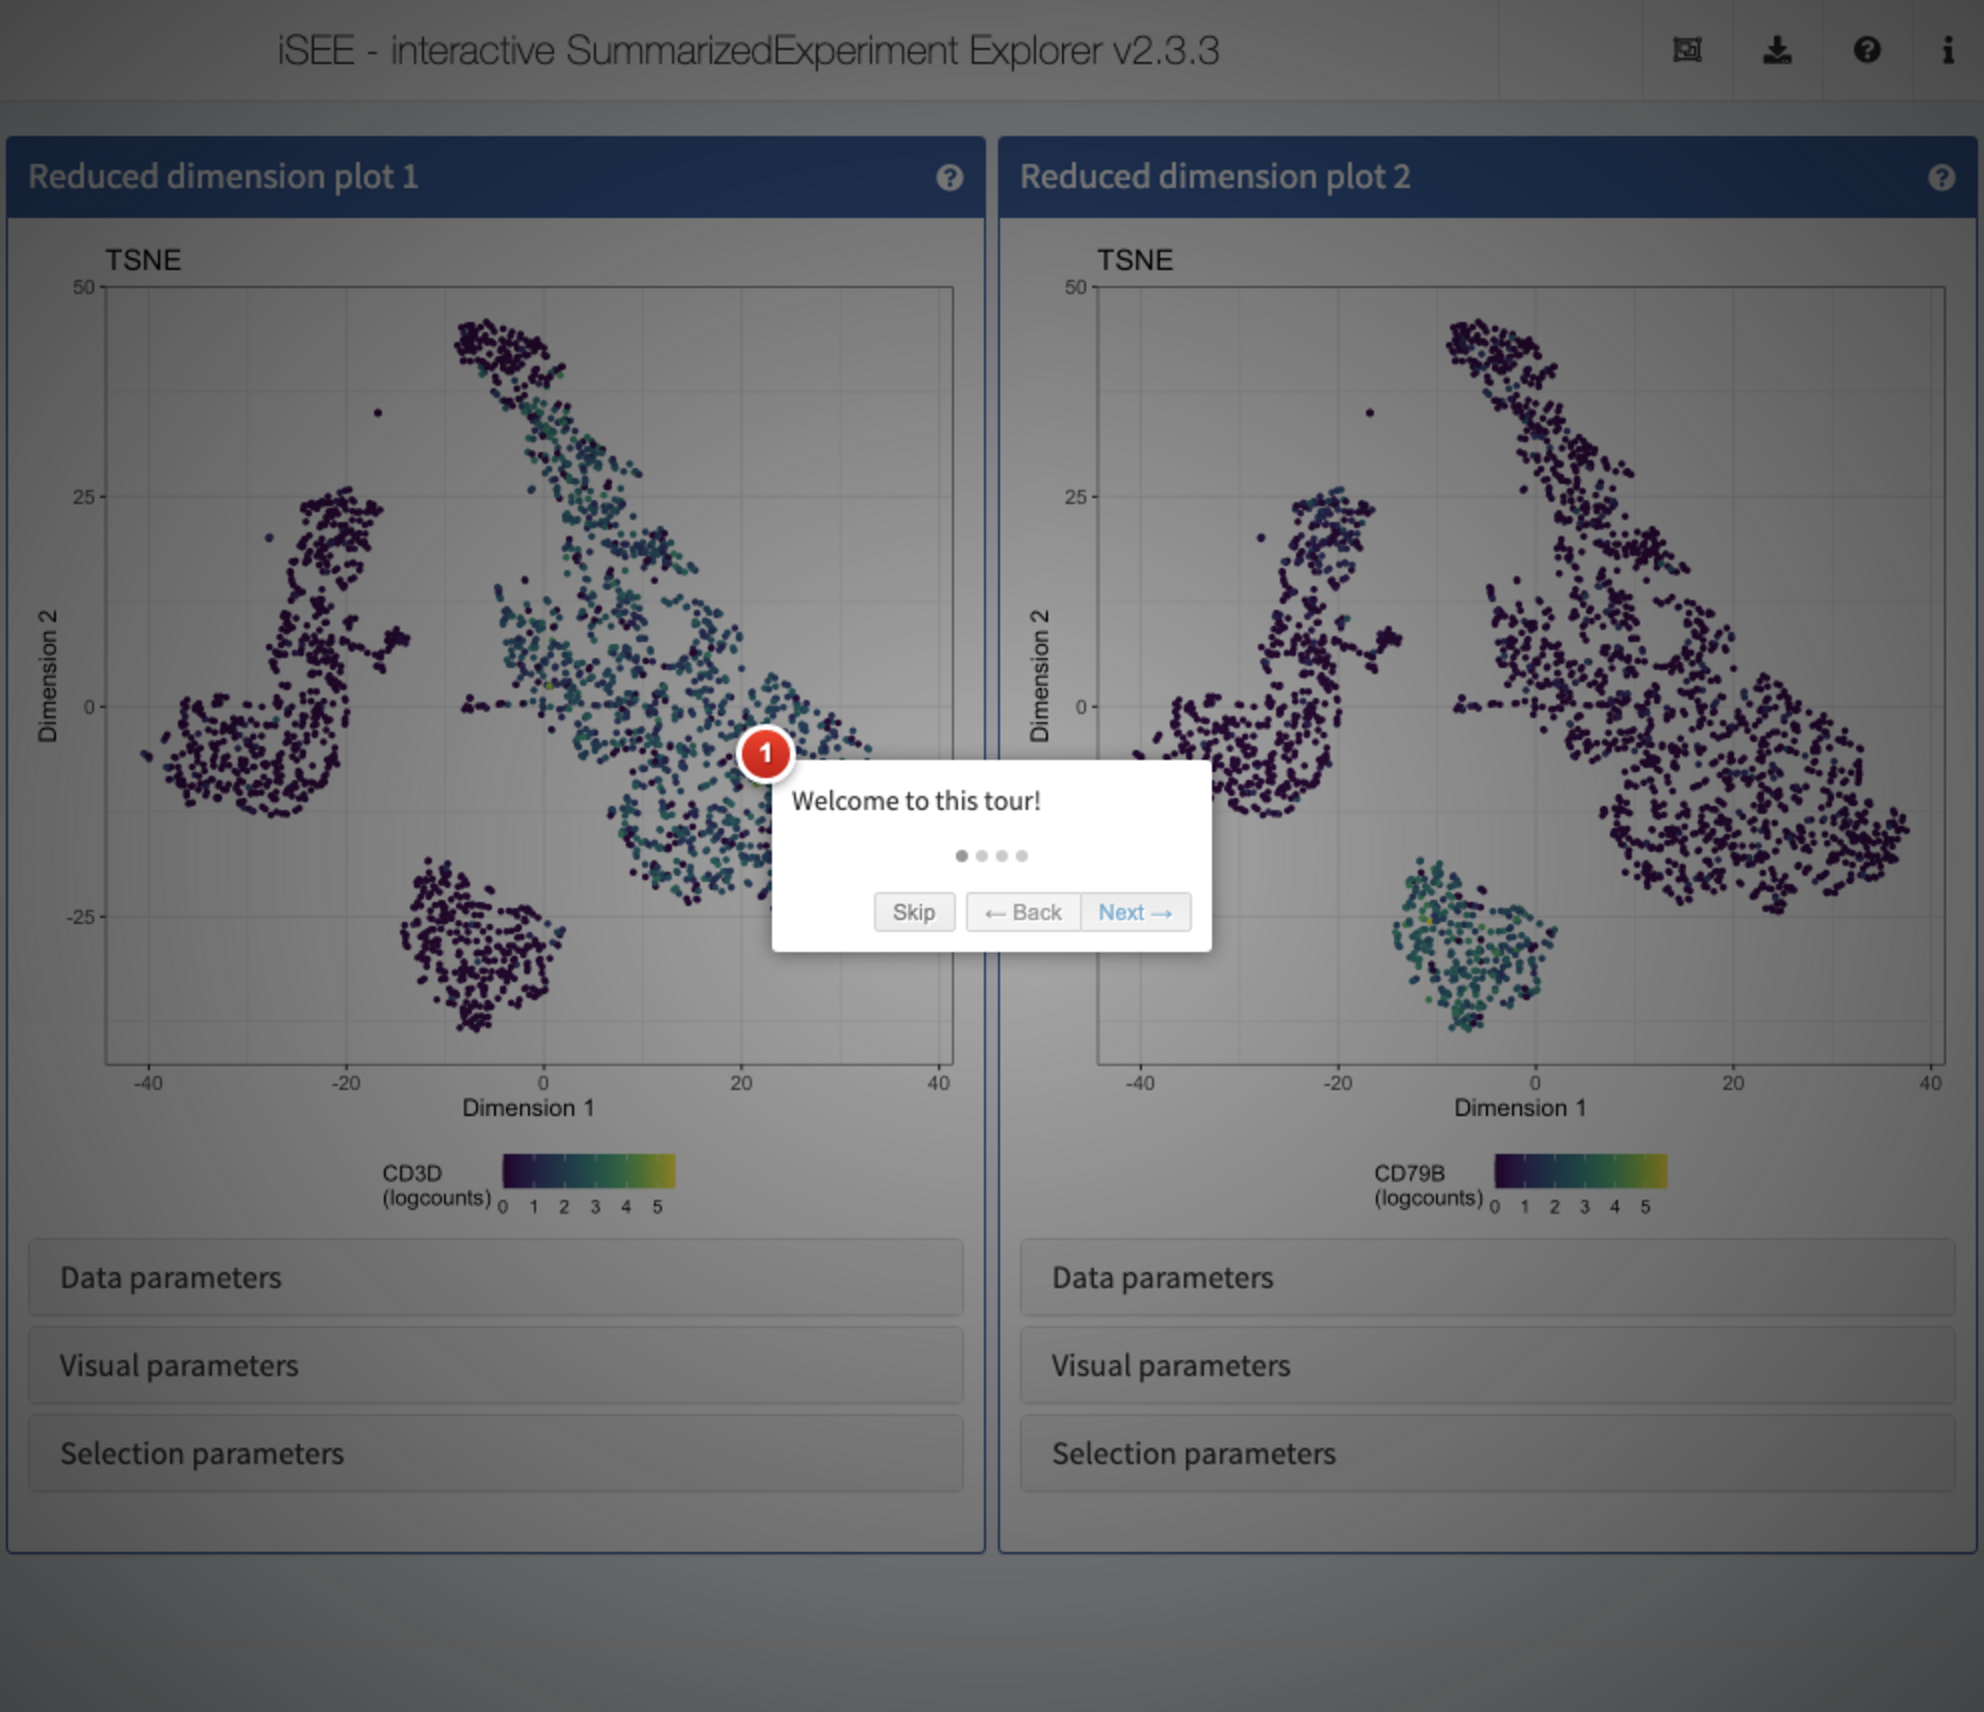 iSEE - interactive SummarizedExperiment Explorer v2.3.3
Reduced dimension plot 1
TSNE
50
25
0
-25
Dimension 2
-40 -20 0 20 40
Dimension 1
CD3D
(logcounts)
0 1 2 3 4 5
Data parameters
Visual parameters
Selection parameters
Reduced dimension plot 2
TSNE
50
25
0
Dimension 2
-40 -20 0 20 40
Dimension 1
CD79B
(logcounts)
0 1 2 3 4 5
Data parameters
Visual parameters
Selection parameters
1
Welcome to this tour!
Skip
← Back
Next →